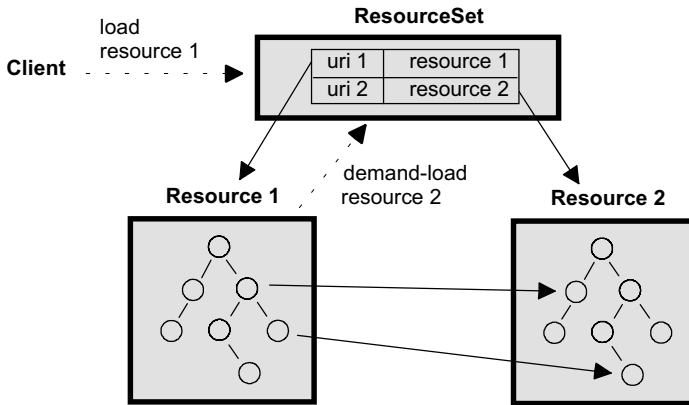 ResourceSet
load
resource 1
Client
uri 1 resource 1
uri 2 resource 2
demand-load
resource 2
Resource 1
Resource 2